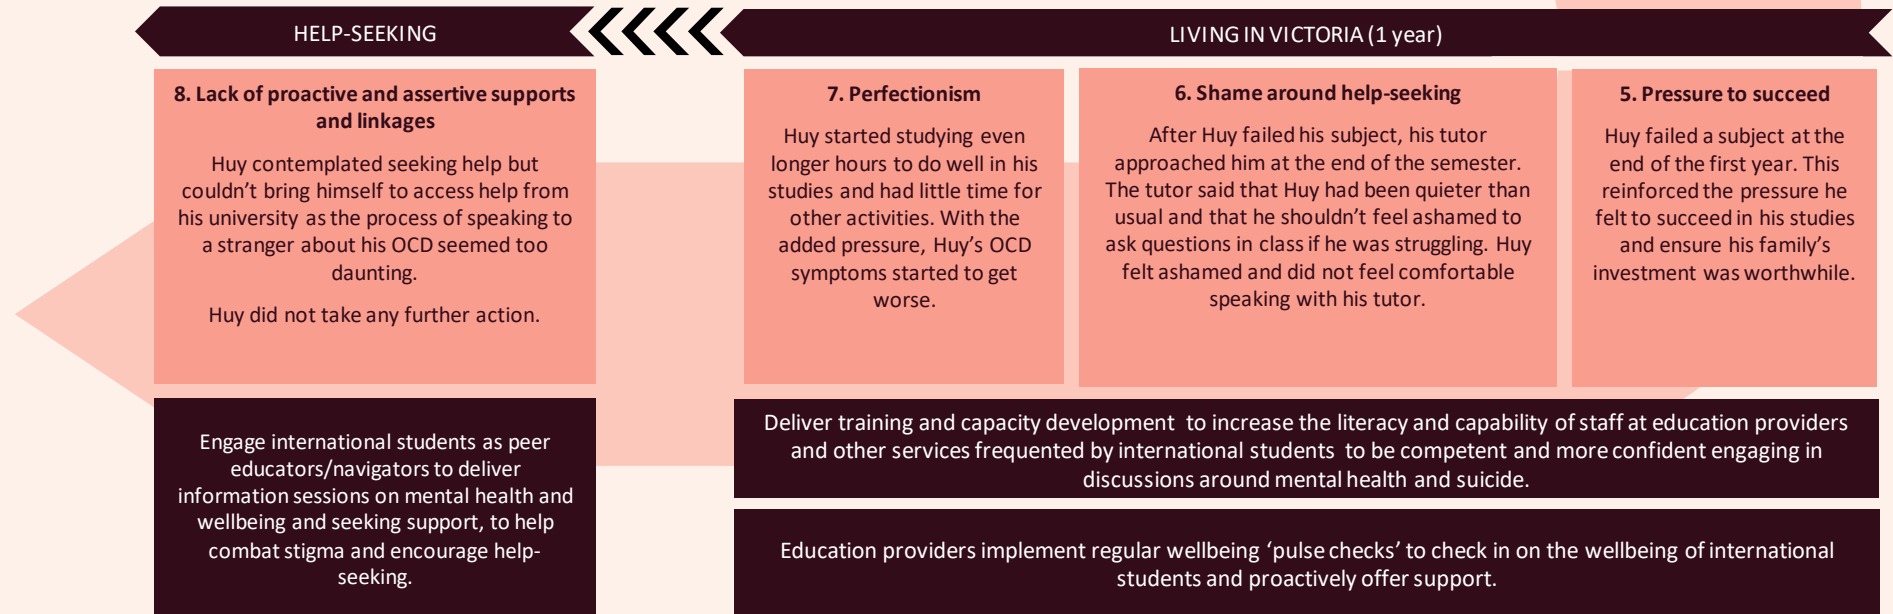 HELP-SEEKING
LIVING IN VICTORIA (1 year)
8. Lack of proactive and assertive supports
and linkages
Huy contemplated seeking help but
couldn’t bring himself to access help from
his university as the process of speaking to
a stranger about his OCD seemed too
daunting.
Huy did not take any further action.
7. Perfectionism
Huy started studying even
longer hours to do well in his
studies and had little time for
other activities. With the
added pressure, Huy’s OCD
symptoms started to get
worse.
6. Shame around help-seeking
After Huy failed his subject, his tutor
approached him at the end of the semester.
The tutor said that Huy had been quieter than
usual and that he shouldn’t feel ashamed to
ask questions in class if he was struggling. Huy
felt ashamed and did not feel comfortable
speaking with his tutor.
5. Pressure to succeed
Huy failed a subject at the
end of the first year. This
reinforced the pressure he
felt to succeed in his studies
and ensure his family’s
investment was worthwhile.
Engage international students as peer
educators/navigators to deliver
information sessions on mental health and
wellbeing and seeking support, to help
combat stigma and encourage help-
seeking.
Deliver training and capacity development to increase the literacy and capability of staff at education providers
and other services frequented by international students to be competent and more confident engaging in
discussions around mental health and suicide.
Education providers implement regular wellbeing ‘pulse checks’ to check in on the wellbeing of international
students and proactively offer support.